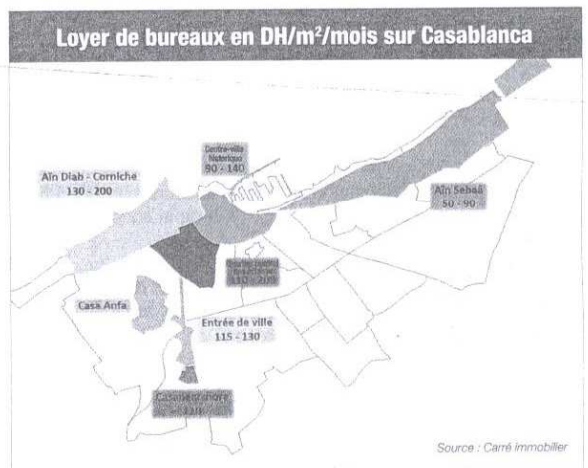 Loyer de bureaux en DH/m²/mois sur Casablanca
Centre-ville
historique
90 - 140
Aïn Diab - Corniche
130 - 200
Aïn Sebaâ
50 - 90
Casa Anfa
Entrée de ville
115 - 130
Casanearshore
Source : Carré immobilier